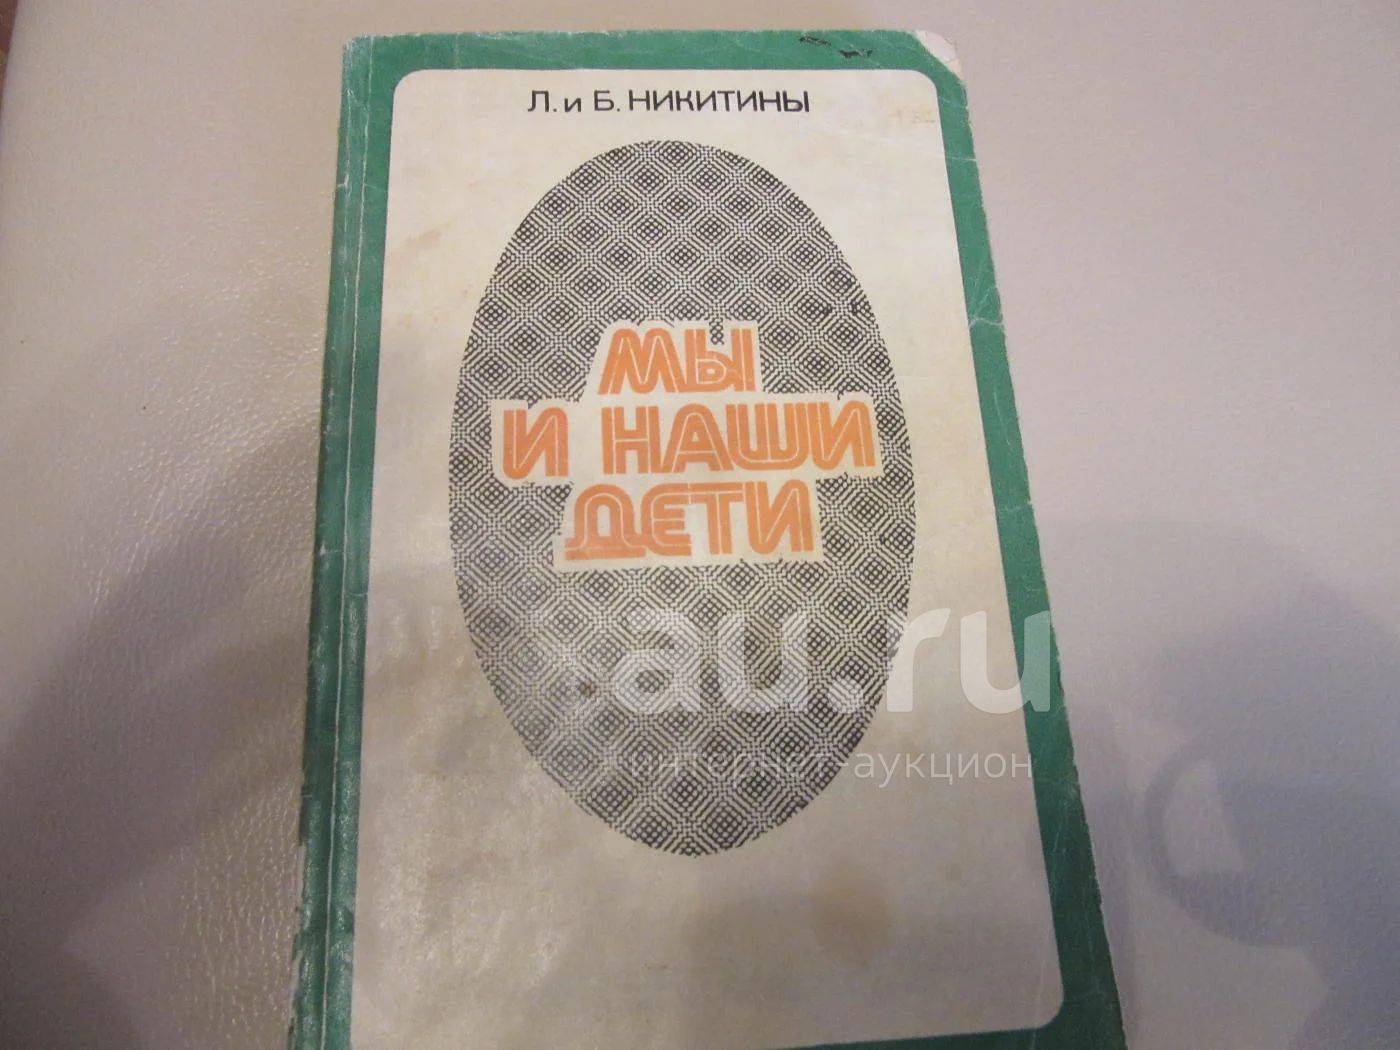 Л. и Б. НИКИТИНЫ
МЫ
И НАШИ
ДЕТИ
au.ru
интернет-аукцион